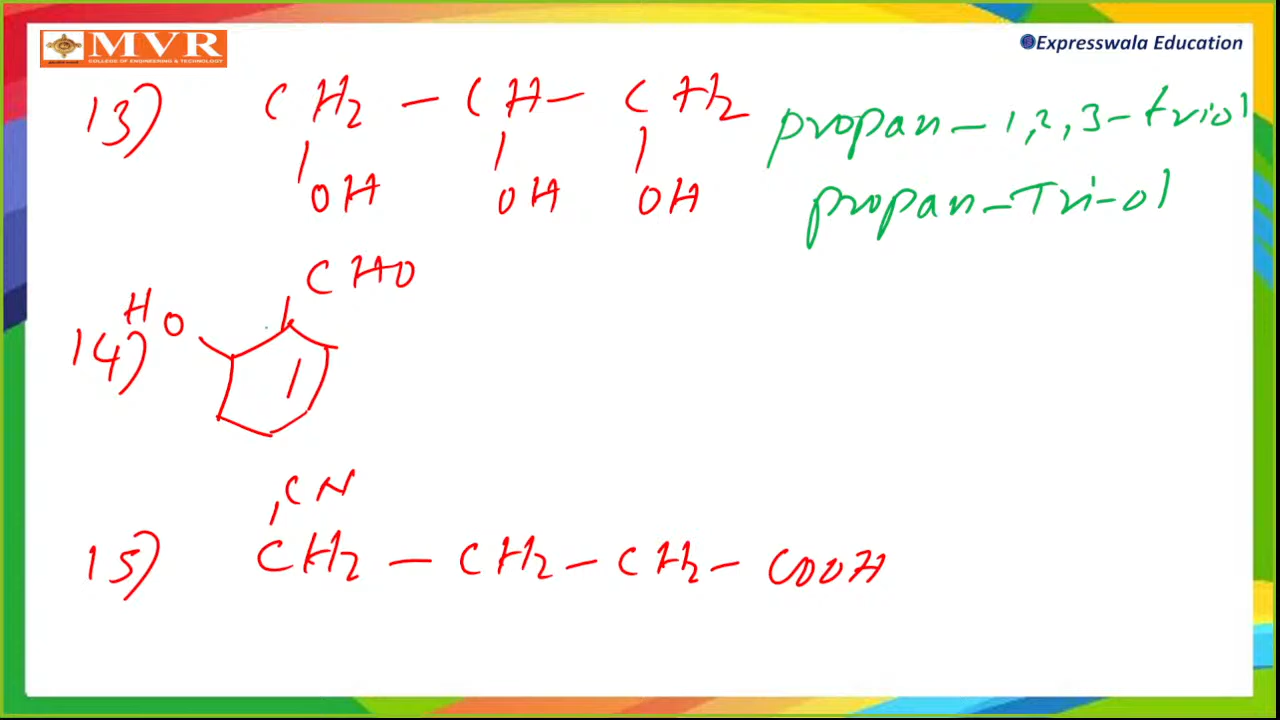 MVR
COLLEGE OF ENGINEERING & TECHNOLOGY
Expresswala Education
13) CH2 - CH - CH2 propan - 1,2,3 - triol
OH OH OH propan - Tri-ol
CHO
14) HO
CN
15) CH2 - CH2 - CH2 - COOH